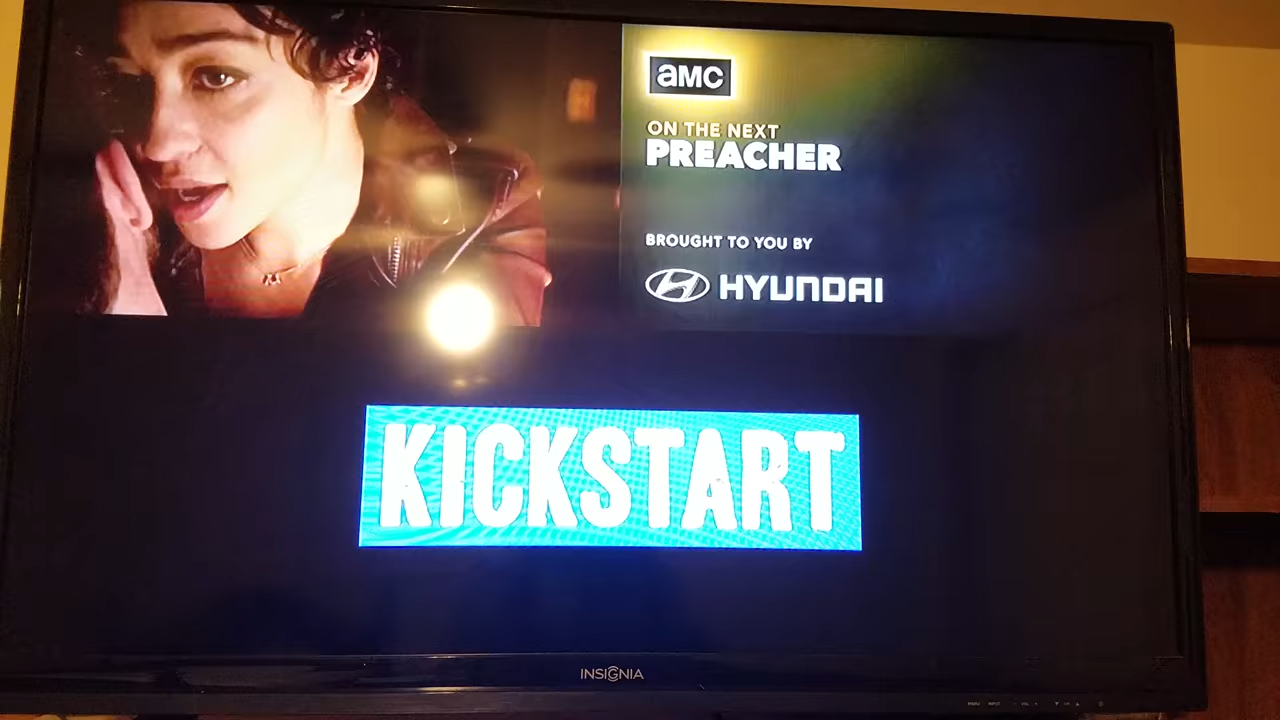 aMC
ON THE NEXT
PREACHER
BROUGHT TO YOU BY
HYUNDAI
KICKSTART
INSIGNIA